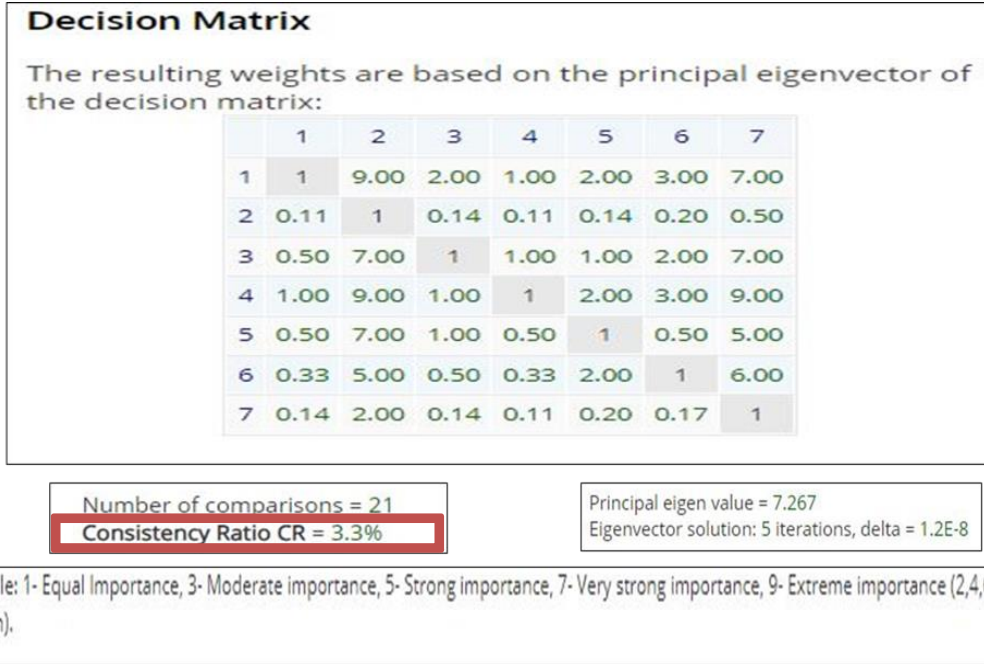 Decision Matrix
The resulting weights are based on the principal eigenvector of
the decision matrix:
1 2 3 4 5 6 7
1 1 9.00 2.00 1.00 2.00 3.00 7.00
2 0.11 1 0.14 0.11 0.14 0.20 0.50
3 0.50 7.00 1 1.00 1.00 2.00 7.00
4 1.00 9.00 1.00 1 2.00 3.00 9.00
5 0.50 7.00 1.00 0.50 1 0.50 5.00
6 0.33 5.00 0.50 0.33 2.00 1 6.00
7 0.14 2.00 0.14 0.11 0.20 0.17 1
Number of comparisons = 21
Consistency Ratio CR = 3.3%
Principal eigen value = 7.267
Eigenvector solution: 5 iterations, delta = 1.2E-8
le: 1- Equal Importance, 3- Moderate importance, 5- Strong importance, 7- Very strong importance, 9- Extreme importance (2,4,
).